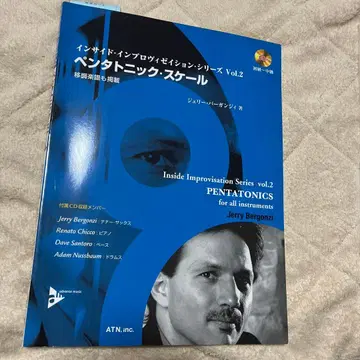 インサイド・インプロヴィゼイション・シリーズ Vol.2
ペンタトニック・スケール
移調楽譜も掲載
ジェリー・バーガンジィ 著
Inside Improvisation Series vol.2
PENTATONICS
for all instruments
Jerry Bergonzi
付属CD収録メンバー
Jerry Bergonzi / テナー・サックス
Renato Chicco / ピアノ
Dave Santoro / ベース
Adam Nussbaum / ドラムス
advance music
ATN, inc.